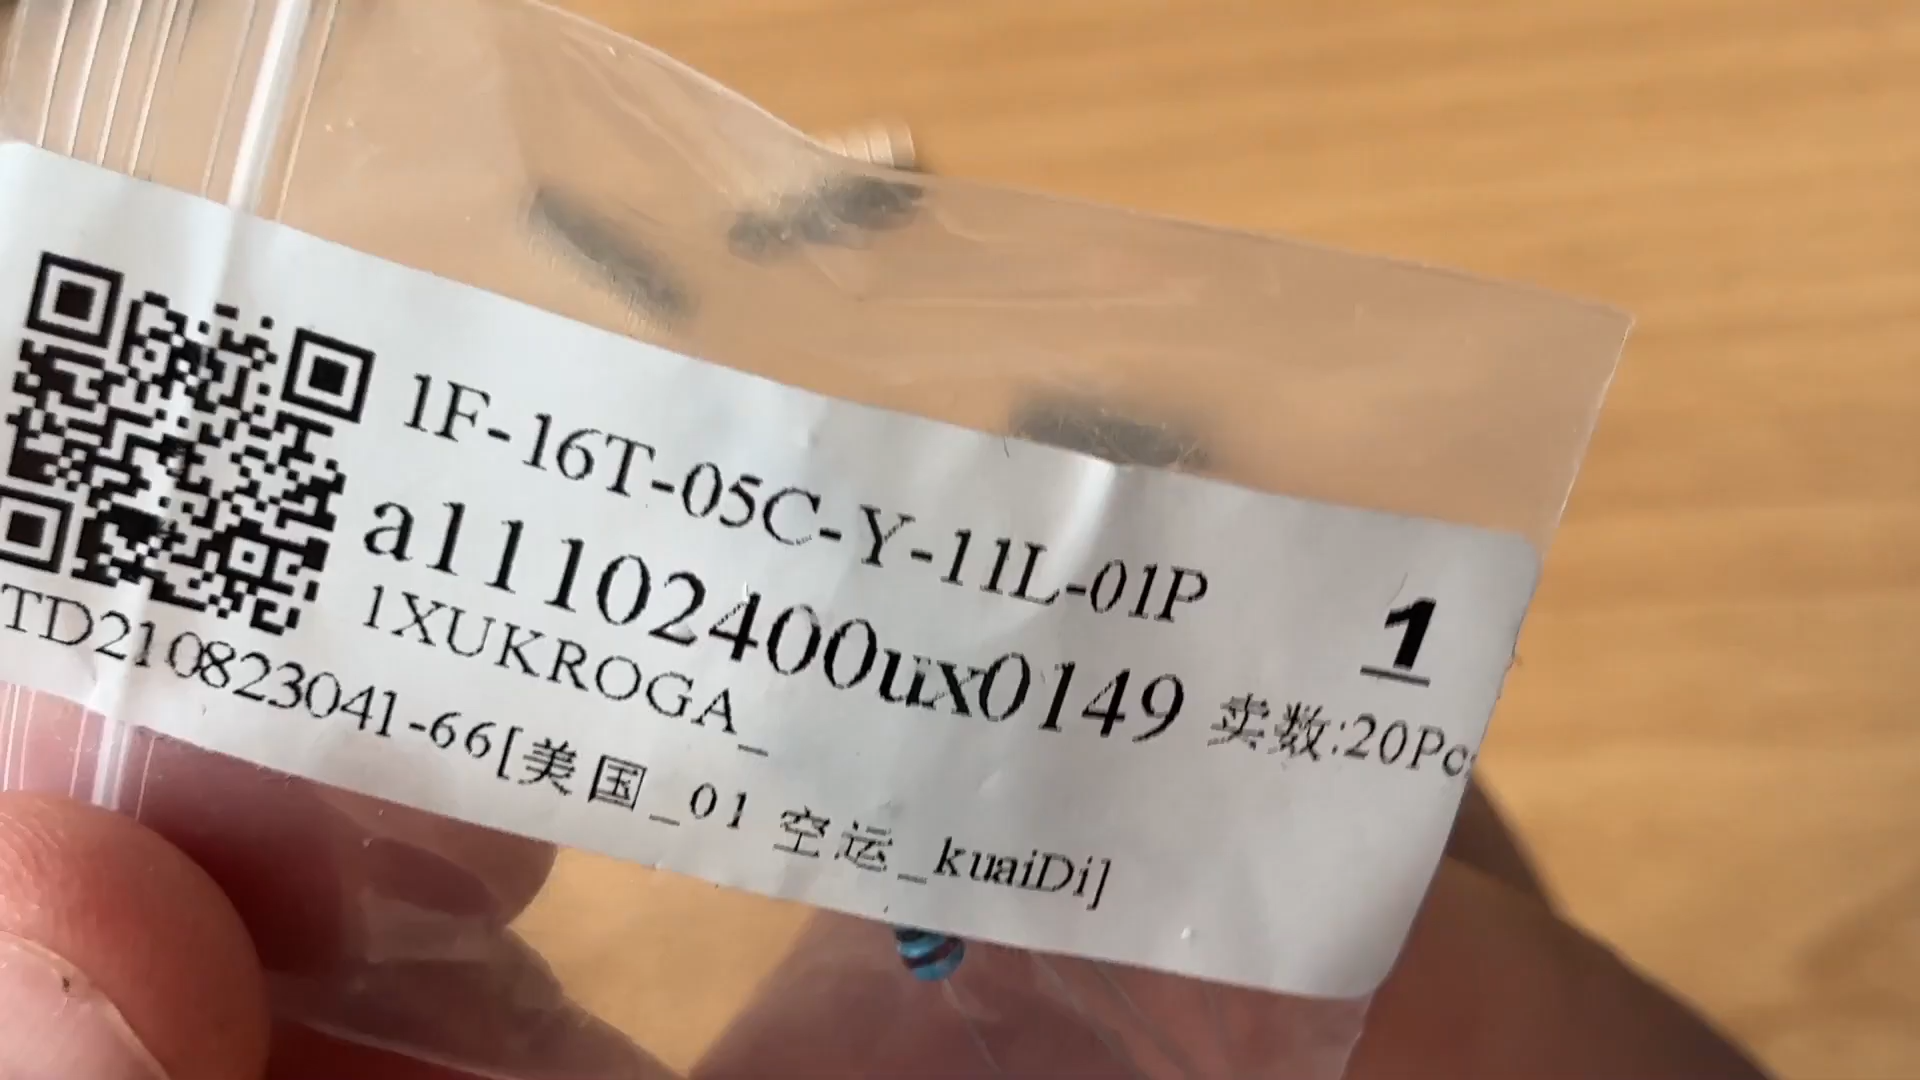 1F-16T-05C-Y-11L-01P
1
a11102400ux0149
卖数:20Pc
1XUKROGA_
TD210823041-66[美国_01 空运_kuaiDi]